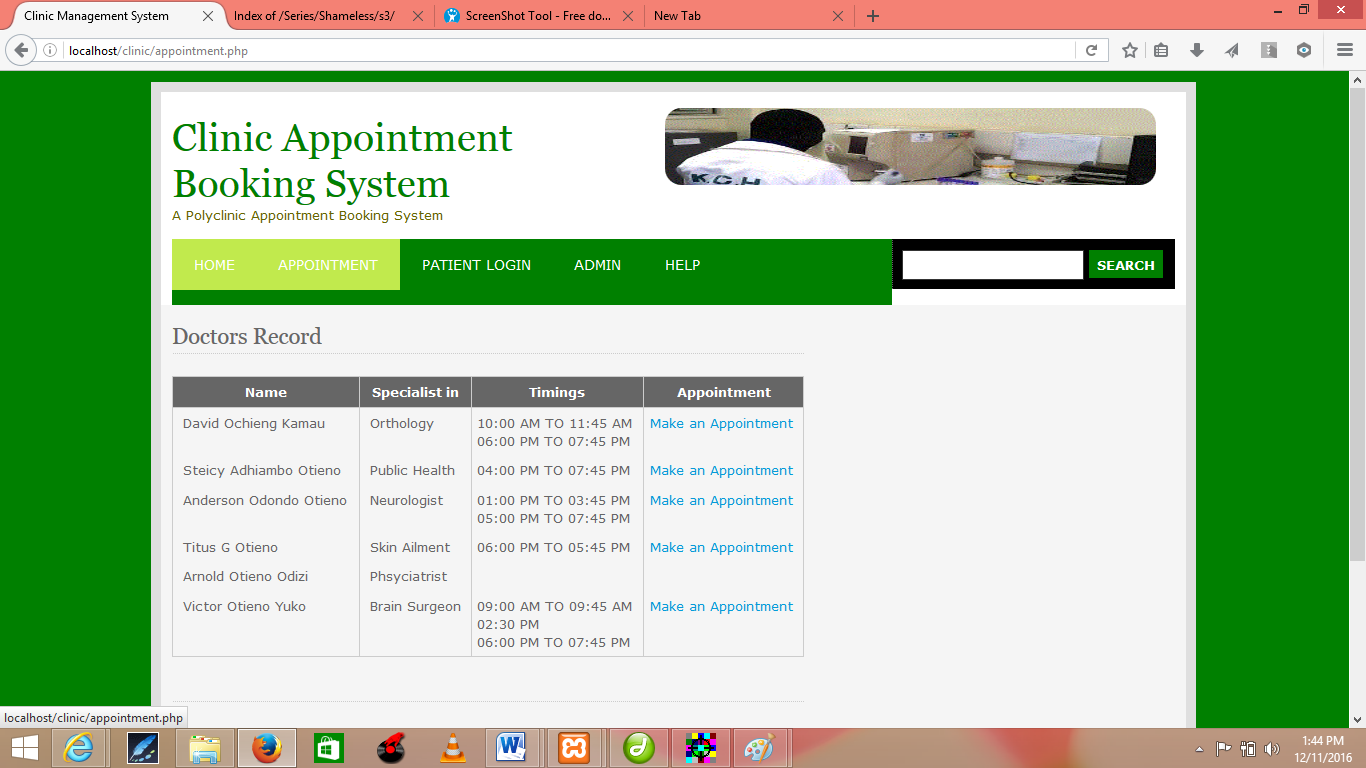 Clinic Management System
Index of /Series/Shameless/s3/
ScreenShot Tool - Free do...
New Tab
localhost/clinic/appointment.php
Clinic Appointment
Booking System
A Polyclinic Appointment Booking System
K.C.H
HOME APPOINTMENT PATIENT LOGIN ADMIN HELP
SEARCH
Doctors Record
Name Specialist in Timings Appointment
David Ochieng Kamau Orthology 10:00 AM TO 11:45 AM Make an Appointment
06:00 PM TO 07:45 PM
Steicy Adhiambo Otieno Public Health 04:00 PM TO 07:45 PM Make an Appointment
Anderson Odondo Otieno Neurologist 01:00 PM TO 03:45 PM Make an Appointment
05:00 PM TO 07:45 PM
Titus G Otieno Skin Ailment 06:00 PM TO 05:45 PM Make an Appointment
Arnold Otieno Odizi Phsyciatrist
Victor Otieno Yuko Brain Surgeon 09:00 AM TO 09:45 AM Make an Appointment
02:30 PM
06:00 PM TO 07:45 PM
localhost/clinic/appointment.php
1:44 PM
12/11/2016